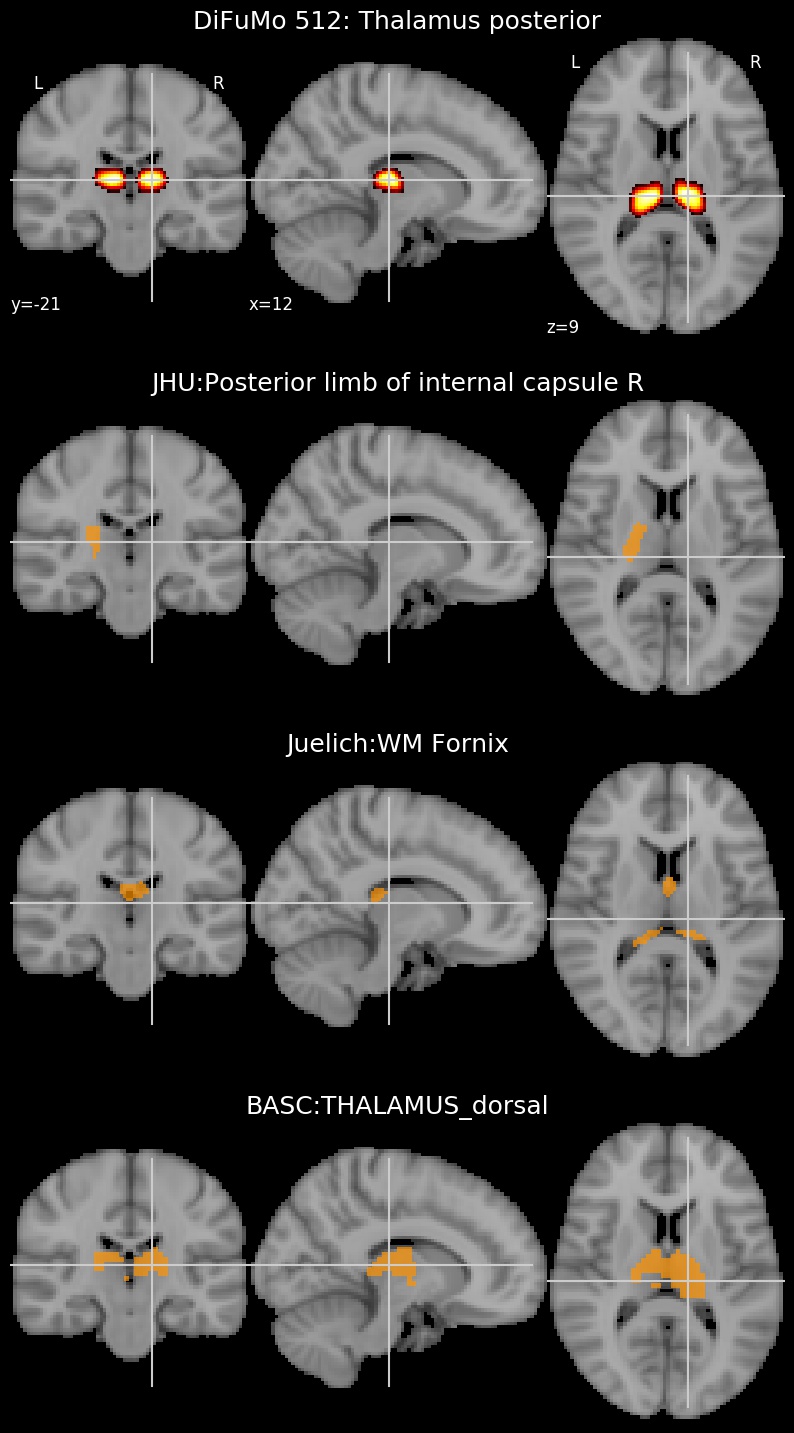 DiFuMo 512: Thalamus posterior
L R L R
y=-21 x=12 z=9
JHU:Posterior limb of internal capsule R
Juelich:WM Fornix
BASC:THALAMUS_dorsal